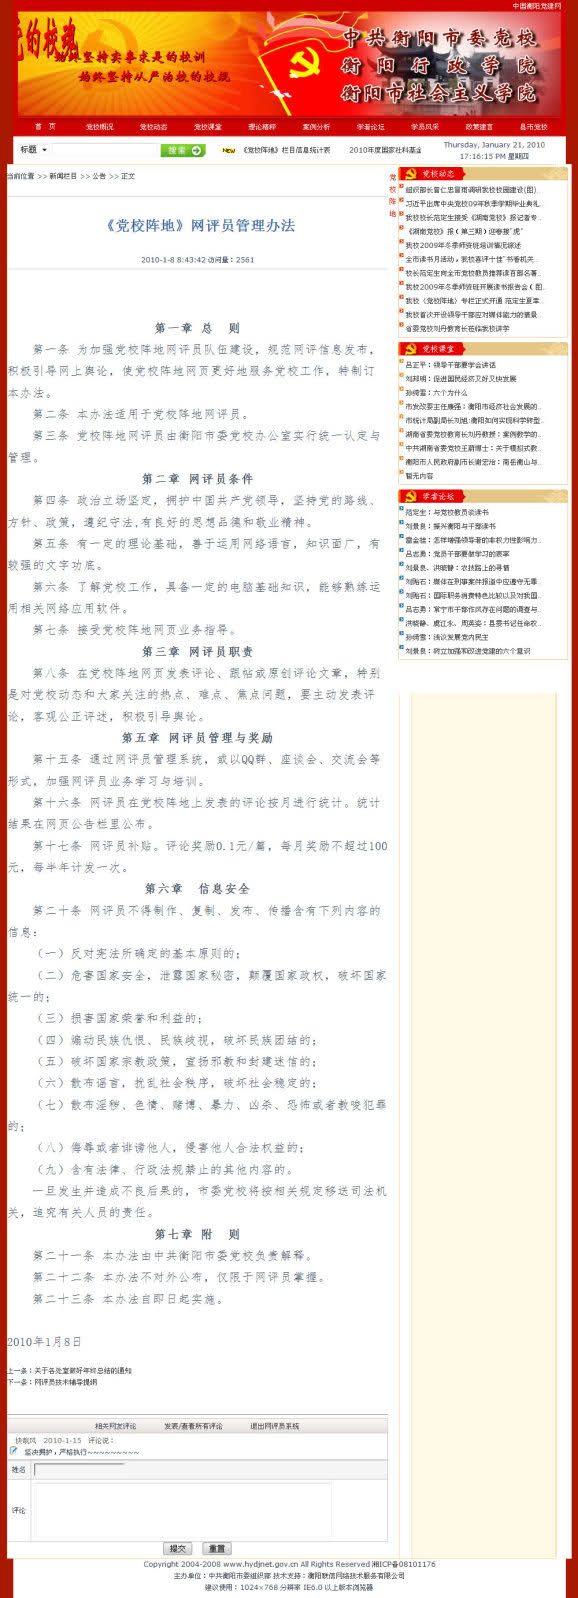 中国衡阳党建网
党的校魂
始终坚持实事求是的校训
始终坚持从严治校的校规
中共衡阳市委党校
衡阳行政学院
衡阳市社会主义学院
首 页 党校概况 党校动态 党校课堂 理论精粹 案例分析 学者论坛 学员风采 政策建言 县市党校
标题 搜索 NEW 《党校阵地》栏目信息统计表 2010年度国家社科基金
Thursday, January 21, 2010
17:16:15 PM 星期四
当前位置 >> 新闻栏目 >> 公告 >> 正文
《党校阵地》网评员管理办法
2010-1-8 8:43:42 访问量：2561
第一章 总 则
第一条 为加强党校阵地网评员队伍建设，规范网评信息发布，
积极引导网上舆论，使党校阵地网页更好地服务党校工作，特制订
本办法。
第二条 本办法适用于党校阵地网评员。
第三条 党校阵地网评员由衡阳市委党校办公室实行统一认定与
管理。
第二章 网评员条件
第四条 政治立场坚定，拥护中国共产党领导，坚持党的路线、
方针、政策，遵纪守法,有良好的思想品德和敬业精神。
第五条 有一定的理论基础，善于运用网络语言，知识面广，有
较强的文字功底。
第六条 了解党校工作，具备一定的电脑基础知识，能够熟练运
用相关网络应用软件。
第七条 接受党校阵地网页业务指导。
第三章 网评员职责
第八条 在党校阵地网页发表评论、跟帖或原创评论文章，特别
是对党校动态和大家关注的热点、难点、焦点问题，要主动发表评
论，客观公正评述，积极引导舆论。
第五章 网评员管理与奖励
第十五条 通过网评员管理系统，或以QQ群、座谈会、交流会等
形式，加强网评员业务学习与培训。
第十六条 网评员在党校阵地上发表的评论按月进行统计。统计
结果在网页公告栏里公布。
第十七条 网评员补贴。评论奖励0.1元/篇，每月奖励不超过100
元，每半年计发一次。
第六章 信息安全
第二十条 网评员不得制作、复制、发布、传播含有下列内容的
信息：
（一）反对宪法所确定的基本原则的；
（二）危害国家安全，泄露国家秘密，颠覆国家政权，破坏国家
统一的；
（三）损害国家荣誉和利益的；
（四）煽动民族仇恨、民族歧视，破坏民族团结的；
（五）破坏国家宗教政策，宣扬邪教和封建迷信的；
（六）散布谣言，扰乱社会秩序，破坏社会稳定的；
（七）散布淫秽、色情、赌博、暴力、凶杀、恐怖或者教唆犯罪
的；
（八）侮辱或者诽谤他人，侵害他人合法权益的；
（九）含有法律、行政法规禁止的其他内容的。
一旦发生并造成不良后果的，市委党校将按相关规定移送司法机
关，追究有关人员的责任。
第七章 附 则
第二十一条 本办法由中共衡阳市委党校负责解释。
第二十二条 本办法不对外公布，仅限于网评员掌握。
第二十三条 本办法自即日起实施。
2010年1月8日
上一条：关于各处室做好年终总结的通知
下一条：网评员技术辅导提纲
相关网友评论 发表/查看所有评论 退出网评员系统
2010-1-15 评论说：
坚决拥护，严格执行~~~~~~~~~
姓名
评论
提交 重置
党校阵地
党校动态
组织部长曾仁忠冒雨调研我校校园建设(图)
习近平出席中央党校09年秋季学期毕业典礼
我校校长范定生接受《湖南党校》报记者专..
《湖南党校》报（第三期）迎春接“虎”
我校2009年冬季师资班培训情况综述
全市读书月活动，我校喜评十佳“书香机关..
校长范定生向全市党校教员推荐读百部名著..
我校2009年冬季师资班开展读书报告会（图..
我校《党校阵地》专栏正式开通 范定生夏季..
我校首次开设领导干部应对媒体能力的情景..
省委党校刘丹教育长莅临我校讲学
党校课堂
吕正平：领导干部要学会讲话
刘邦明：促进国民经济又好又快发展
孙绮雪：六个为什么
市发改委主任唐强：衡阳市经济社会发展的..
市统计局副局长刘旭:衡阳如何实现科学转型..
湖南省委党校教育长刘丹教授：案例教学的..
中共湖南省委党校王蔚博士：关于模拟式教..
衡阳市人民政府副市长谢宏治：南岳衡山与..
暂无内容
学者论坛
范定生：与党校教员谈读书
刘景良：振兴衡阳与干部读书
雷金雄：怎样增强领导者的非权力性影响力..
吕志勇：党员干部要做学习的表率
刘景良、洪晓静：农技路上的寻情
刘贻石：媒体在刑事案件报道中应遵守无罪..
刘贻石：国际职务消费特色比较以及对我国..
吕志勇：常宁市干部作风存在问题的调查与..
洪晓静、虞江永、周英姿：县委书记任命权..
孙绮雪：浅议发展党内民主
刘景良：树立加强和改进党建的六个意识
Copyright 2004-2008 www.hydjnet.gov.cn All Rights Reserved 湘ICP备08101176
主办单位：中共衡阳市委组织部 技术支持：衡阳联信网络技术服务有限公司
建议使用：1024×768 分辨率 IE6.0 以上版本浏览器